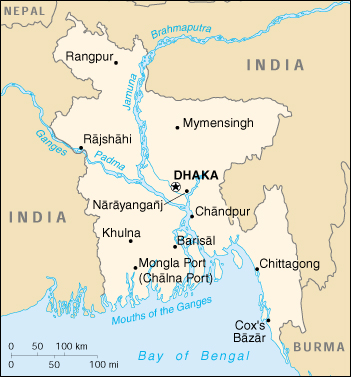 NEPAL
Brahmaputra
Rangpur
INDIA
Jamuna
Mymensingh
Ganges
Rājshāhi
Padma
DHAKA
Nārāyanganj
Chāndpur
INDIA
Khulna
Barisāl
Mongla Port
(Chālna Port)
Chittagong
Mouths of the Ganges
Cox's
Bāzār
BURMA
Bay of Bengal
0 50 100 km
0 50 100 mi